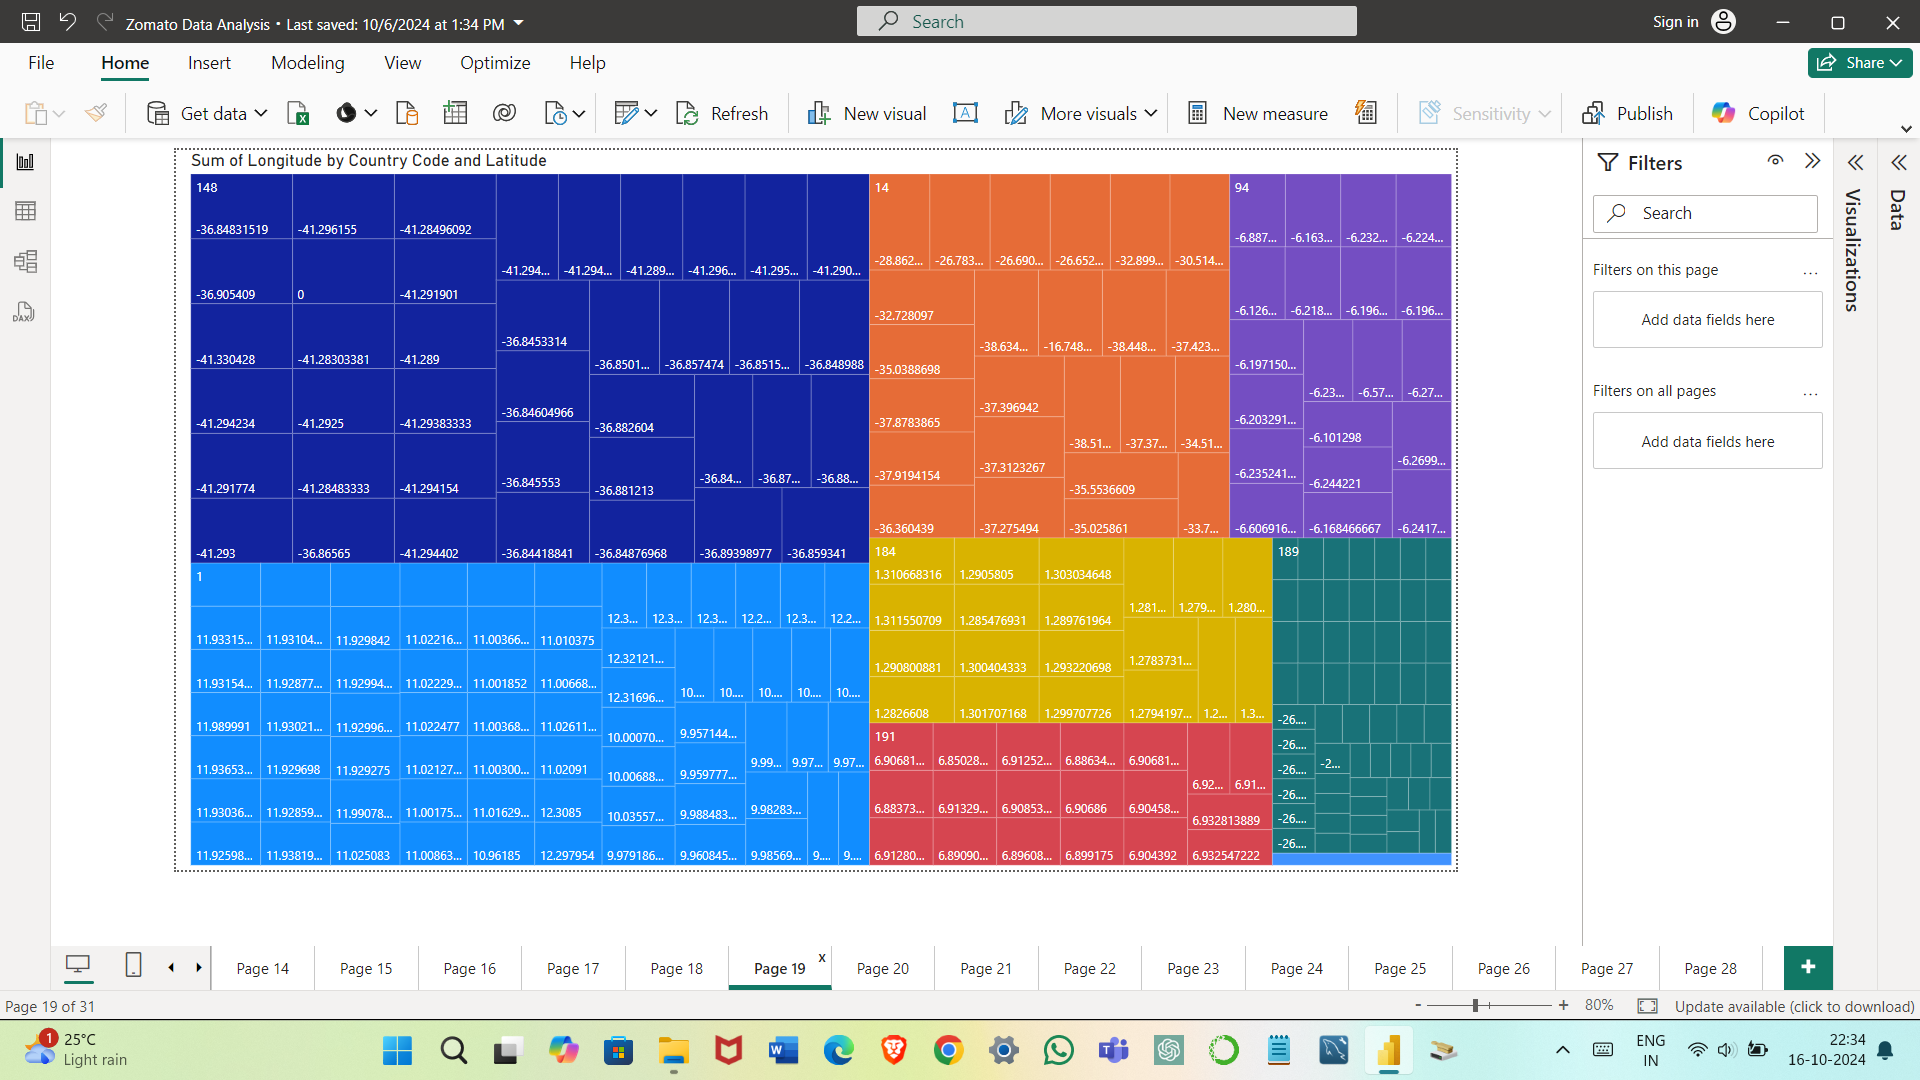 Zomato Data Analysis • Last saved: 10/6/2024 at 1:34 PM
Search
Sign in
File Home Insert Modeling View Optimize Help
Share
Get data
Refresh
New visual
A
More visuals
New measure
Sensitivity
Publish
Copilot
DAX
Sum of Longitude by Country Code and Latitude
148
-36.84831519 -41.296155 -41.28496092
-41.294... -41.294... -41.289... -41.296... -41.295... -41.290...
-36.905409 0 -41.291901
-36.8453314
-41.330428 -41.28303381 -41.289
-36.8501... -36.857474 -36.8515... -36.848988
-36.84604966
-41.294234 -41.2925 -41.29383333
-36.882604
-41.291774 -41.28483333 -41.294154
-36.845553 -36.881213
-36.84... -36.87... -36.88...
-41.293 -36.86565 -41.294402 -36.84418841 -36.84876968 -36.89398977 -36.859341
14
-28.862... -26.783... -26.690... -26.652... -32.899... -30.514...
-32.728097
-38.634... -16.748... -38.448... -37.423...
-35.0388698
-37.396942
-37.8783865
-38.51... -37.37... -34.51...
-37.9194154 -37.3123267
-35.5536609
-36.360439 -37.275494 -35.025861 -33.7...
94
-6.887... -6.163... -6.232... -6.224...
-6.126... -6.218... -6.196... -6.196...
-6.197150...
-6.23... -6.57... -6.27...
-6.203291...
-6.101298
-6.2699...
-6.235241... -6.244221
-6.606916... -6.168466667 -6.2417...
1
11.93315... 11.93104... 11.929842 11.02216... 11.00366... 11.010375
12.3... 12.3... 12.3... 12.2... 12.3... 12.2...
12.32121...
11.93154... 11.92877... 11.92994... 11.02229... 11.001852 11.00668...
12.31696... 10.... 10.... 10.... 10.... 10....
11.989991 11.93021... 11.92996... 11.022477 11.00368... 11.02611...
10.00070... 9.957144...
11.93653... 11.929698 11.929275 11.02127... 11.00300... 11.02091
10.00688... 9.959777... 9.99... 9.97... 9.97...
11.93036... 11.92859... 11.99078... 11.00175... 11.01629... 12.3085
10.03557... 9.988483... 9.98283...
11.92598... 11.93819... 11.025083 11.00863... 10.96185 12.297954 9.979186... 9.960845... 9.98569... 9.... 9....
184
1.310668316 1.2905805 1.303034648
1.281... 1.279... 1.280...
1.311550709 1.285476931 1.289761964
1.290800881 1.300404333 1.293220698 1.2783731...
1.2826608 1.301707168 1.299707726 1.2794197... 1.2... 1.3...
191
6.90681... 6.85028... 6.91252... 6.88634... 6.90681...
6.92... 6.91...
6.88373... 6.91329... 6.90853... 6.90686 6.90458...
6.932813889
6.91280... 6.89090... 6.89608... 6.899175 6.904392 6.932547222
189
-26....
-26....
-26.... -2...
-26....
-26....
-26....
Filters
Search
Filters on this page ...
Add data fields here
Filters on all pages ...
Add data fields here
Visualizations
Data
Page 14 Page 15 Page 16 Page 17 Page 18 Page 19 x Page 20 Page 21 Page 22 Page 23 Page 24 Page 25 Page 26 Page 27 Page 28 +
Page 19 of 31
- + 80%
Update available (click to download)
1
25°C
Light rain
ENG
IN
22:34
16-10-2024